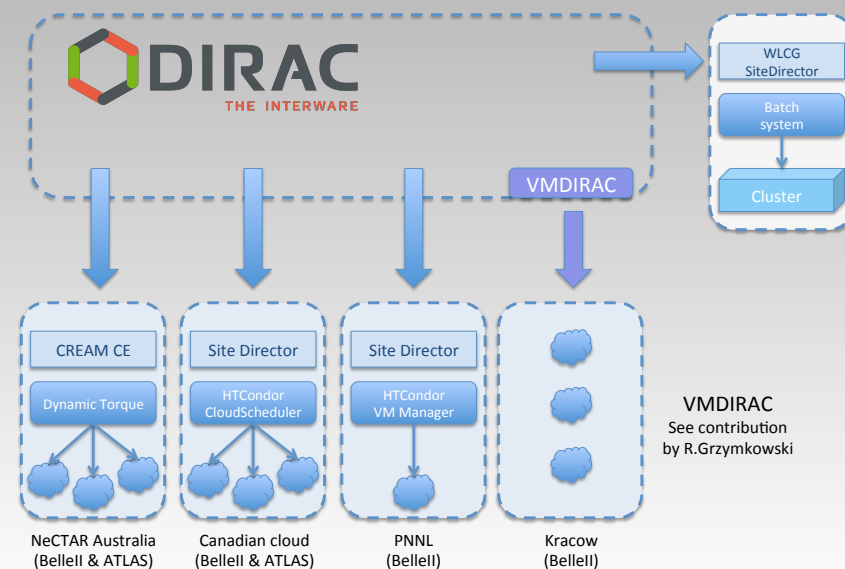 DIRAC
THE INTERWARE
WLCG
SiteDirector
Batch
system
Cluster
VMDIRAC
CREAM CE
Dynamic Torque
Site Director
HTCondor
CloudScheduler
Site Director
HTCondor
VM Manager
VMDIRAC
See contribution
by R.Grzymkowski
NeCTAR Australia
(BelleII & ATLAS)
Canadian cloud
(BelleII & ATLAS)
PNNL
(BelleII)
Kracow
(BelleII)